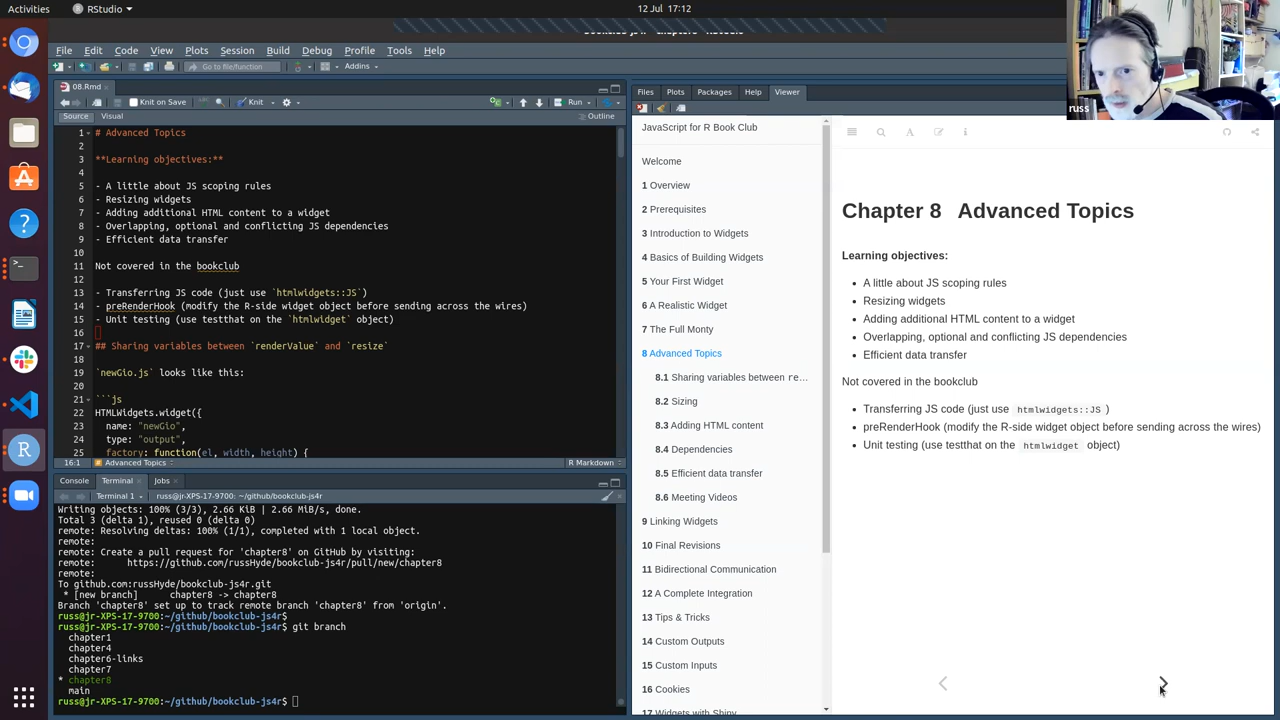 Activities
RStudio
12 Jul 17:12
File Edit Code View Plots Session Build Debug Profile Tools Help
Go to file/function
Addins
russ
08.Rmd
Knit on Save
Knit
Run
Source Visual
Outline
1 # Advanced Topics
2
3 **Learning objectives:**
4
5 - A little about JS scoping rules
6 - Resizing widgets
7 - Adding additional HTML content to a widget
8 - Overlapping, optional and conflicting JS dependencies
9 - Efficient data transfer
10
11 Not covered in the bookclub
12
13 - Transferring JS code (just use `htmlwidgets::JS`)
14 - preRenderHook (modify the R-side widget object before sending across the wires)
15 - Unit testing (use testthat on the `htmlwidget` object)
16
17 ## Sharing variables between `renderValue` and `resize`
18
19 `newGio.js` looks like this:
20
21 ```js
22 HTMLWidgets.widget({
23 name: "newGio",
24 type: "output",
25 factory: function(el, width, height) {
16:1 Advanced Topics R Markdown
Console Terminal Jobs
Terminal 1 russ@jr-XPS-17-9700: ~/github/bookclub-js4r
Writing objects: 100% (3/3), 2.66 KiB | 2.66 MiB/s, done.
Total 3 (delta 1), reused 0 (delta 0)
remote: Resolving deltas: 100% (1/1), completed with 1 local object.
remote:
remote: Create a pull request for 'chapter8' on GitHub by visiting:
remote: https://github.com/russHyde/bookclub-js4r/pull/new/chapter8
remote:
To github.com:russHyde/bookclub-js4r.git
* [new branch] chapter8 -> chapter8
Branch 'chapter8' set up to track remote branch 'chapter8' from 'origin'.
russ@jr-XPS-17-9700:~/github/bookclub-js4r$
russ@jr-XPS-17-9700:~/github/bookclub-js4r$ git branch
chapter1
chapter4
chapter6-links
chapter7
* chapter8
main
russ@jr-XPS-17-9700:~/github/bookclub-js4r$
Files Plots Packages Help Viewer
JavaScript for R Book Club
Welcome
1 Overview
2 Prerequisites
3 Introduction to Widgets
4 Basics of Building Widgets
5 Your First Widget
6 A Realistic Widget
7 The Full Monty
8 Advanced Topics
8.1 Sharing variables between re…
8.2 Sizing
8.3 Adding HTML content
8.4 Dependencies
8.5 Efficient data transfer
8.6 Meeting Videos
9 Linking Widgets
10 Final Revisions
11 Bidirectional Communication
12 A Complete Integration
13 Tips & Tricks
14 Custom Outputs
15 Custom Inputs
16 Cookies
17 Widgets with Shiny
Chapter 8 Advanced Topics
Learning objectives:
• A little about JS scoping rules
• Resizing widgets
• Adding additional HTML content to a widget
• Overlapping, optional and conflicting JS dependencies
• Efficient data transfer
Not covered in the bookclub
• Transferring JS code (just use htmlwidgets::JS )
• preRenderHook (modify the R-side widget object before sending across the wires)
• Unit testing (use testthat on the htmlwidget object)